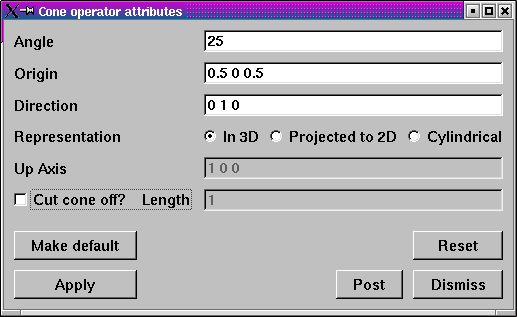 Cone operator attributes
Angle 25
Origin 0.5 0 0.5
Direction 0 1 0
Representation In 3D Projected to 2D Cylindrical
Up Axis 1 0 0
Cut cone off? Length 1
Make default Reset
Apply Post Dismiss